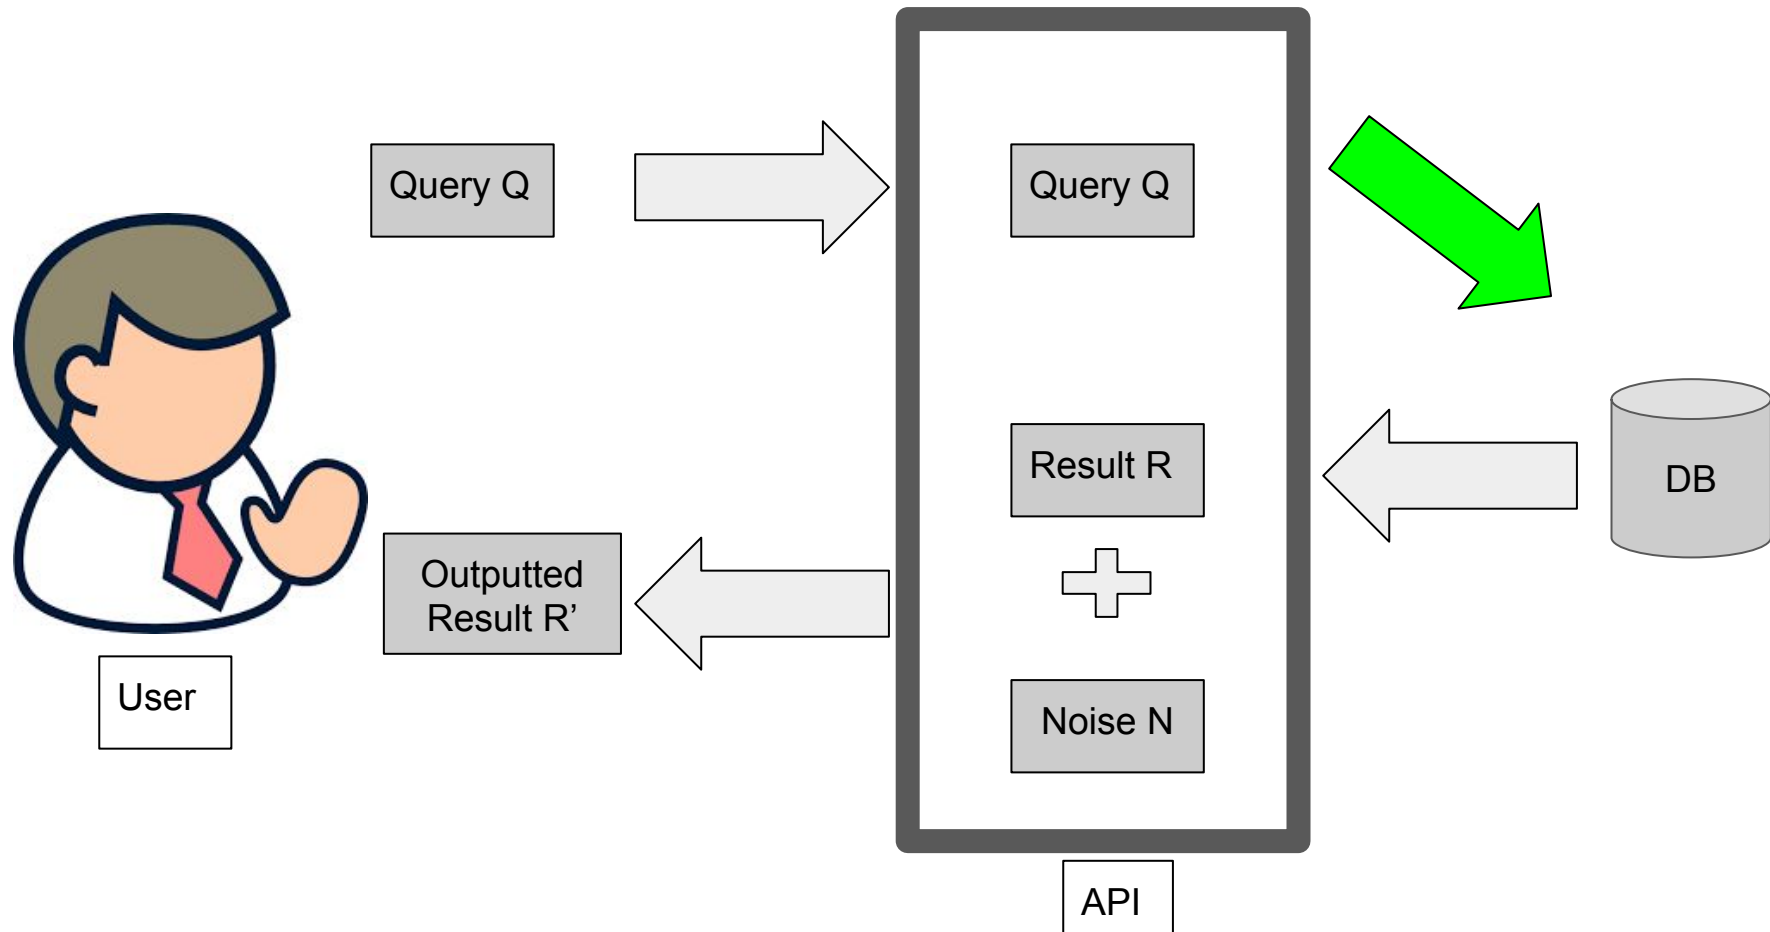 Query Q
Query Q
Result R
DB
Outputted
Result R’
User
Noise N
API